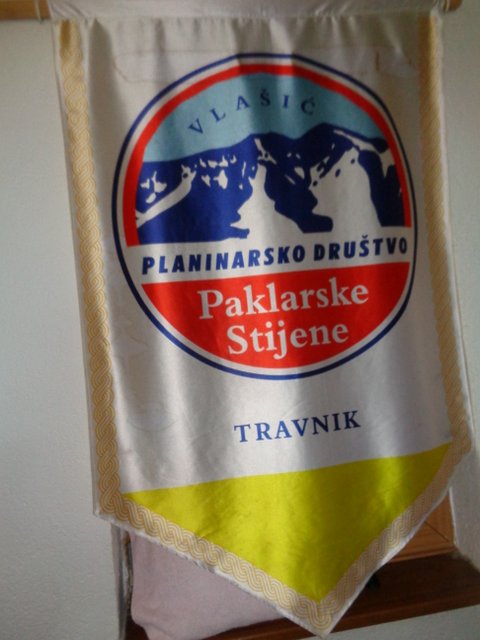 VLAŠIĆ
PLANINARSKO DRUŠTVO
Paklarske
Stijene
TRAVNIK